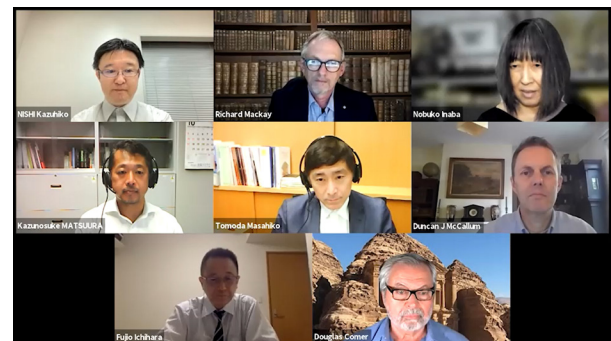 NISHI Kazuhiko
Richard Mackay
Nobuko Inaba
Kazunosuke MATSUURA
Tomoda Masahiko
Duncan J McCallum
Fujio Ichihara
Douglas Comer